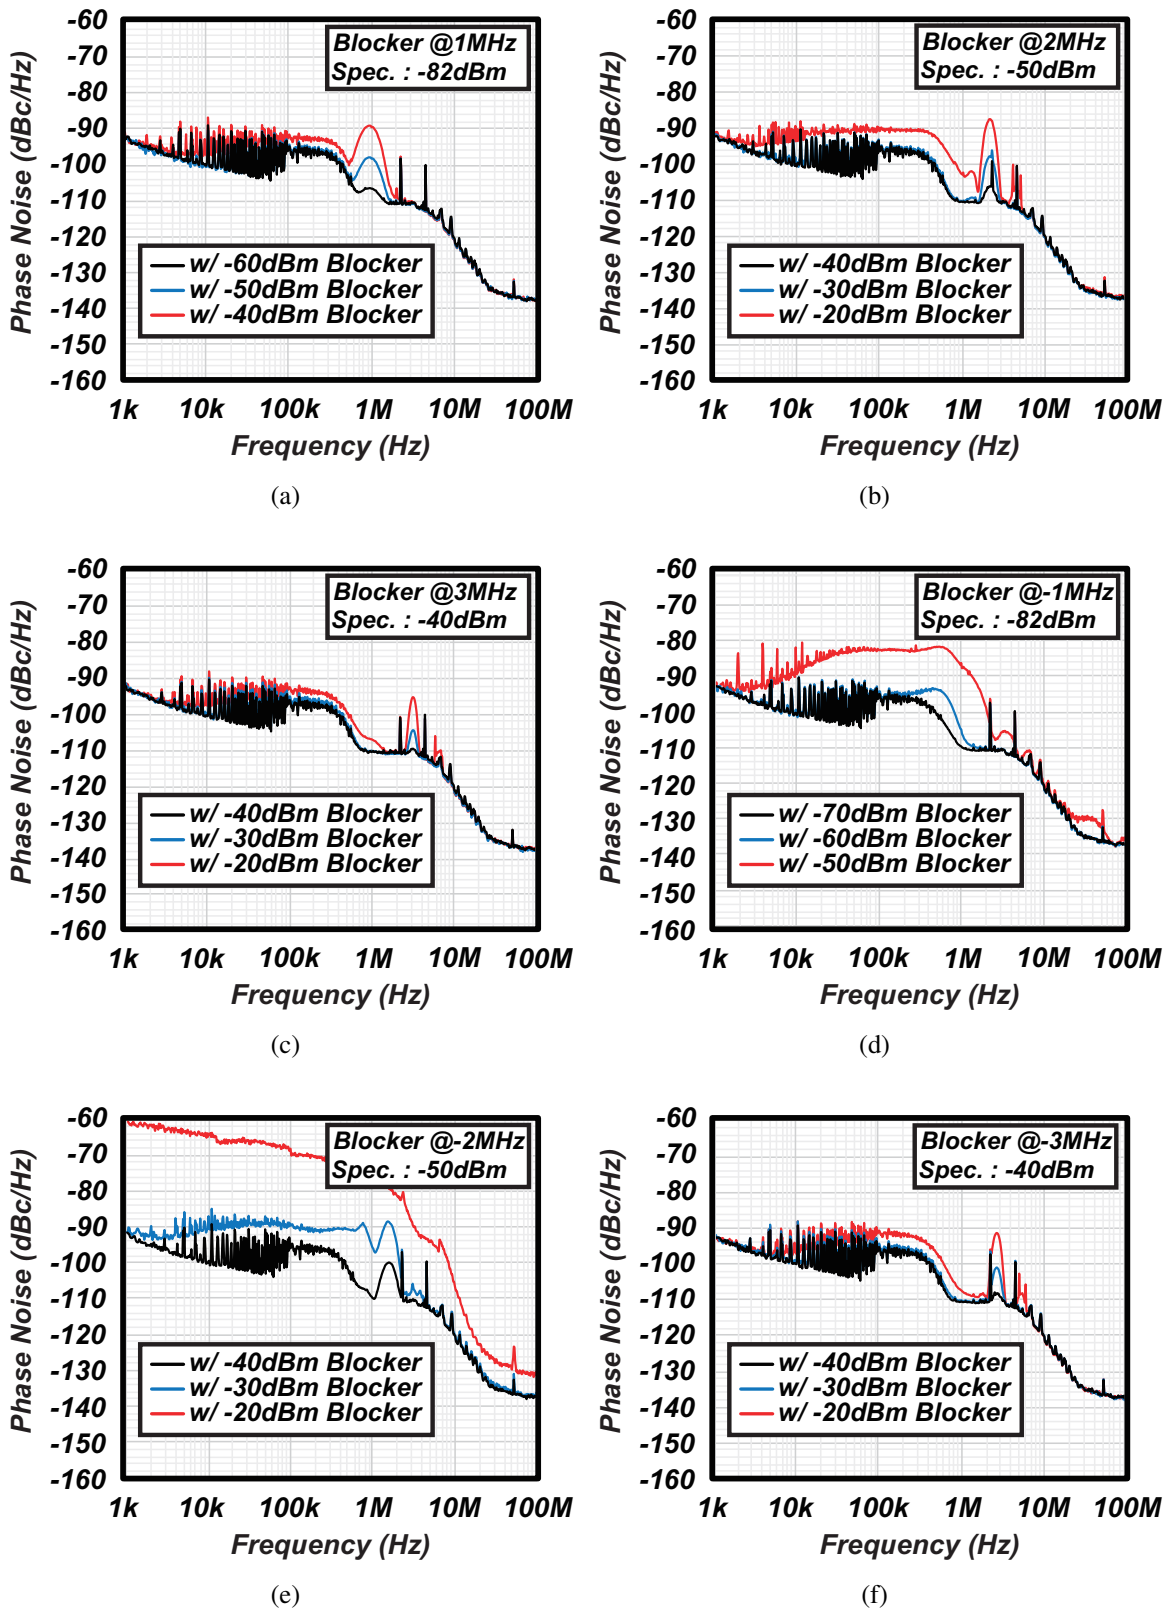 -60
-70
-80
-90
-100
-110
-120
-130
-140
-150
-160
Phase Noise (dBc/Hz)
Blocker @1MHz
Spec. : -82dBm
w/ -60dBm Blocker
w/ -50dBm Blocker
w/ -40dBm Blocker
1k 10k 100k 1M 10M 100M
Frequency (Hz)
(a)
-60
-70
-80
-90
-100
-110
-120
-130
-140
-150
-160
Phase Noise (dBc/Hz)
Blocker @2MHz
Spec. : -50dBm
w/ -40dBm Blocker
w/ -30dBm Blocker
w/ -20dBm Blocker
1k 10k 100k 1M 10M 100M
Frequency (Hz)
(b)
-60
-70
-80
-90
-100
-110
-120
-130
-140
-150
-160
Phase Noise (dBc/Hz)
Blocker @3MHz
Spec. : -40dBm
w/ -40dBm Blocker
w/ -30dBm Blocker
w/ -20dBm Blocker
1k 10k 100k 1M 10M 100M
Frequency (Hz)
(c)
-60
-70
-80
-90
-100
-110
-120
-130
-140
-150
-160
Phase Noise (dBc/Hz)
Blocker @-1MHz
Spec. : -82dBm
w/ -70dBm Blocker
w/ -60dBm Blocker
w/ -50dBm Blocker
1k 10k 100k 1M 10M 100M
Frequency (Hz)
(d)
-60
-70
-80
-90
-100
-110
-120
-130
-140
-150
-160
Phase Noise (dBc/Hz)
Blocker @-2MHz
Spec. : -50dBm
w/ -40dBm Blocker
w/ -30dBm Blocker
w/ -20dBm Blocker
1k 10k 100k 1M 10M 100M
Frequency (Hz)
(e)
-60
-70
-80
-90
-100
-110
-120
-130
-140
-150
-160
Phase Noise (dBc/Hz)
Blocker @-3MHz
Spec. : -40dBm
w/ -40dBm Blocker
w/ -30dBm Blocker
w/ -20dBm Blocker
1k 10k 100k 1M 10M 100M
Frequency (Hz)
(f)